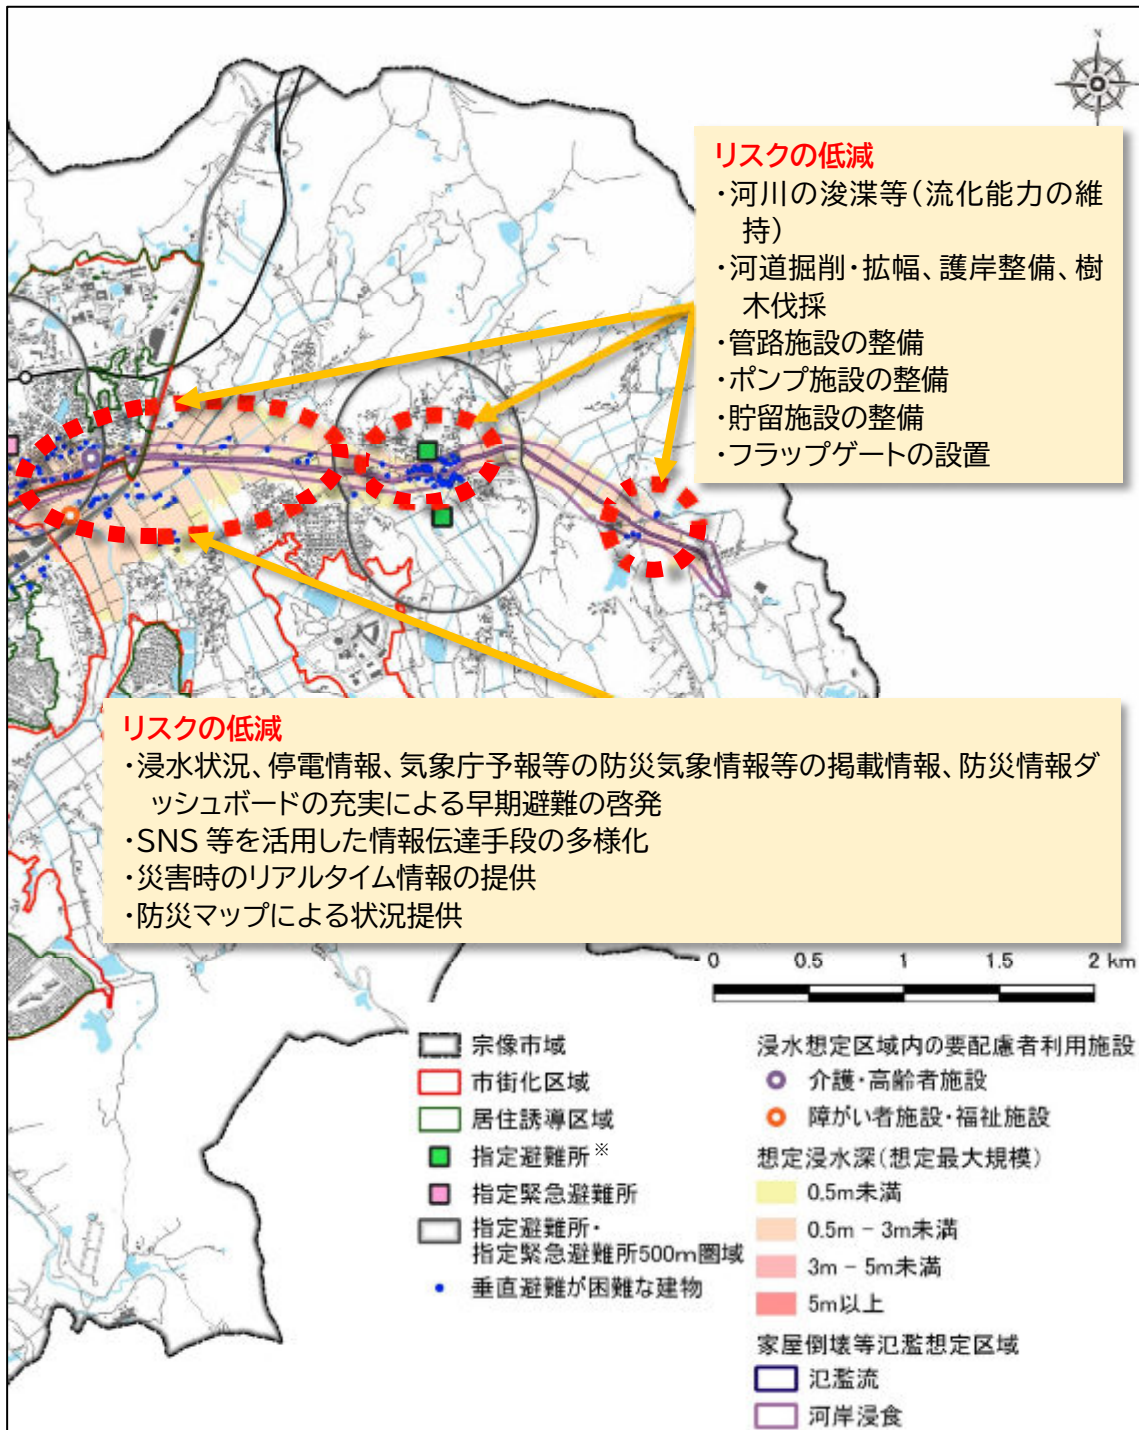 N
リスクの低減
・河川の浚渫等(流化能力の維
持)
・河道掘削・拡幅、護岸整備、樹
木伐採
・管路施設の整備
・ポンプ施設の整備
・貯留施設の整備
・フラップゲートの設置
リスクの低減
・浸水状況、停電情報、気象庁予報等の防災気象情報等の掲載情報、防災情報ダ
ッシュボードの充実による早期避難の啓発
・SNS 等を活用した情報伝達手段の多様化
・災害時のリアルタイム情報の提供
・防災マップによる状況提供
0 0.5 1 1.5 2 km
宗像市域
市街化区域
居住誘導区域
指定避難所※
指定緊急避難所
指定避難所・
指定緊急避難所500m圏域
垂直避難が困難な建物
浸水想定区域内の要配慮者利用施設
介護・高齢者施設
障がい者施設・福祉施設
想定浸水深(想定最大規模)
0.5m未満
0.5m − 3m未満
3m − 5m未満
5m以上
家屋倒壊等氾濫想定区域
氾濫流
河岸浸食